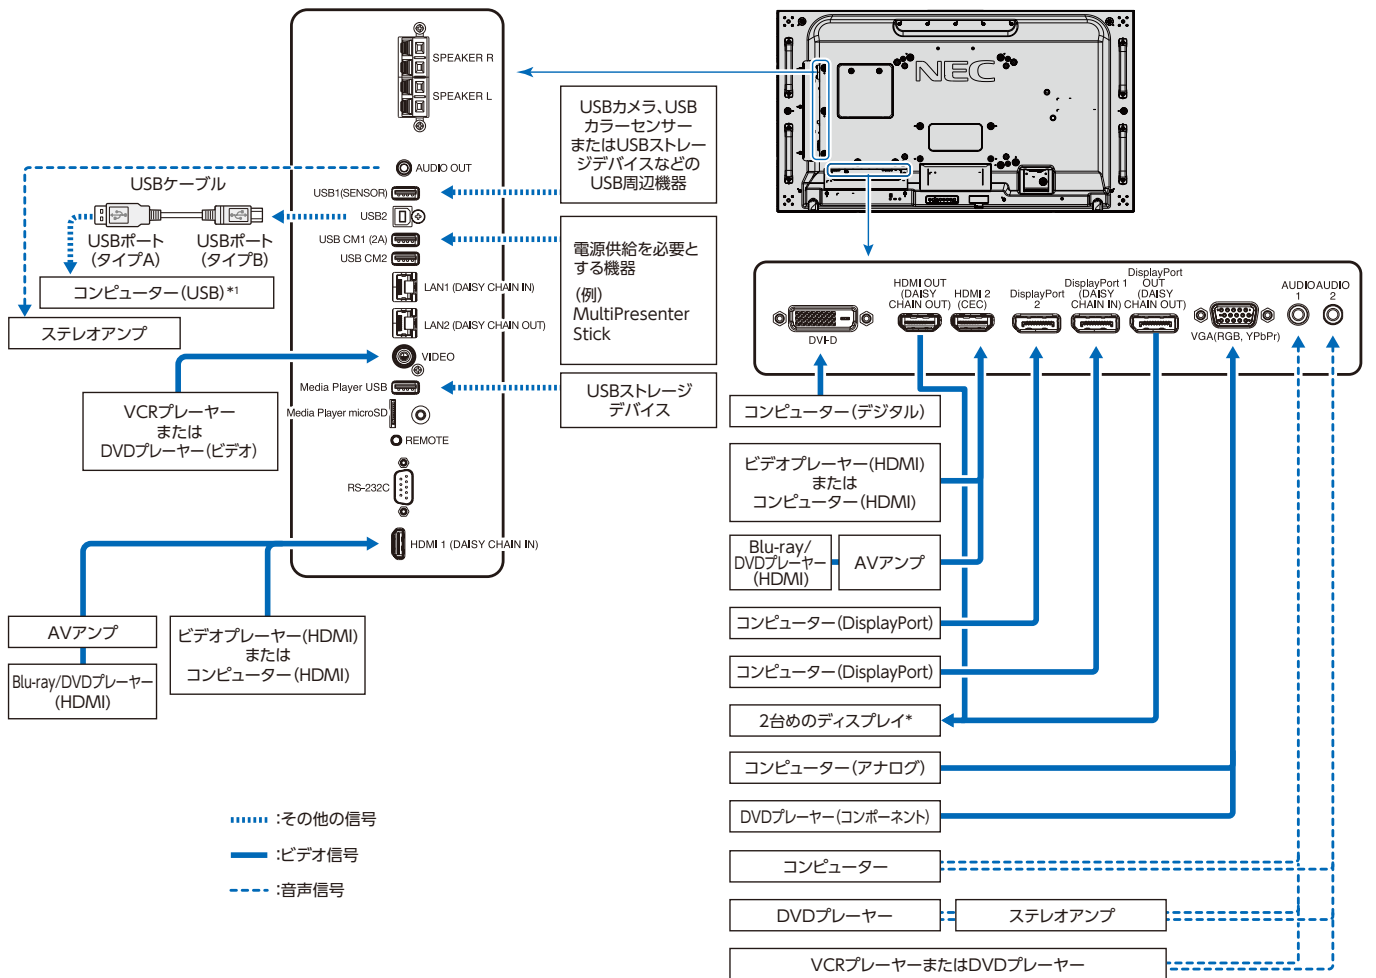 SPEAKER R
SPEAKER L
AUDIO OUT
USB1(SENSOR)
USB2
USB CM1 (2A)
USB CM2
LAN1 (DAISY CHAIN IN)
LAN2 (DAISY CHAIN OUT)
VIDEO
Media Player USB
Media Player microSD
REMOTE
RS-232C
HDMI 1 (DAISY CHAIN IN)
USBケーブル
USBポート
(タイプA)
USBポート
(タイプB)
コンピューター(USB)*1
ステレオアンプ
VCRプレーヤー
または
DVDプレーヤー(ビデオ)
AVアンプ
Blu-ray/DVDプレーヤー
(HDMI)
ビデオプレーヤー(HDMI)
または
コンピューター(HDMI)
USBカメラ、USB
カラーセンサー
またはUSBストレー
ジデバイスなどの
USB周辺機器
電源供給を必要と
する機器
(例)
MultiPresenter
Stick
USBストレージ
デバイス
NEC
DVI-D
HDMI OUT
(DAISY
CHAIN OUT)
HDMI 2
(CEC)
DisplayPort
2
DisplayPort 1
(DAISY
CHAIN IN)
DisplayPort
OUT
(DAISY
CHAIN OUT)
VGA(RGB, YPbPr)
AUDIO
1
AUDIO
2
コンピューター(デジタル)
ビデオプレーヤー(HDMI)
または
コンピューター(HDMI)
Blu-ray/
DVDプレーヤー
(HDMI)
AVアンプ
コンピューター(DisplayPort)
コンピューター(DisplayPort)
2台めのディスプレイ*
コンピューター(アナログ)
DVDプレーヤー(コンポーネント)
コンピューター
DVDプレーヤー
ステレオアンプ
VCRプレーヤーまたはDVDプレーヤー
:その他の信号
:ビデオ信号
:音声信号